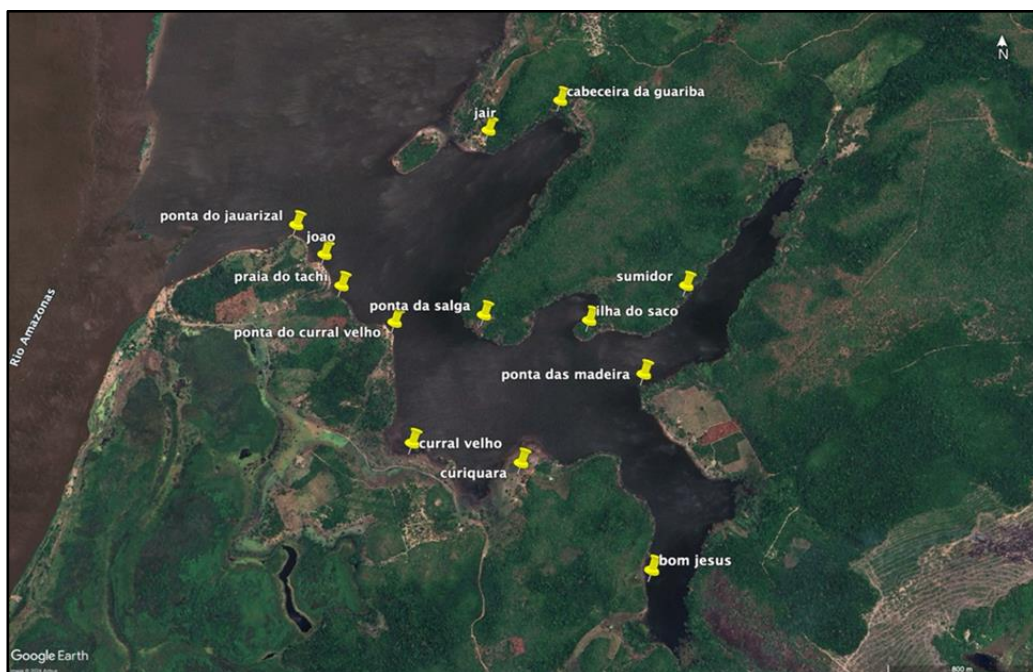 N
cabeceira da guariba
jair
ponta do jauarizal
joao
praia do tachi
sumidor
ponta da salga
ilha do saco
ponta do curral velho
Rio Amazonas
ponta das madeira
curral velho
curiquara
bom jesus
Google Earth
800 m